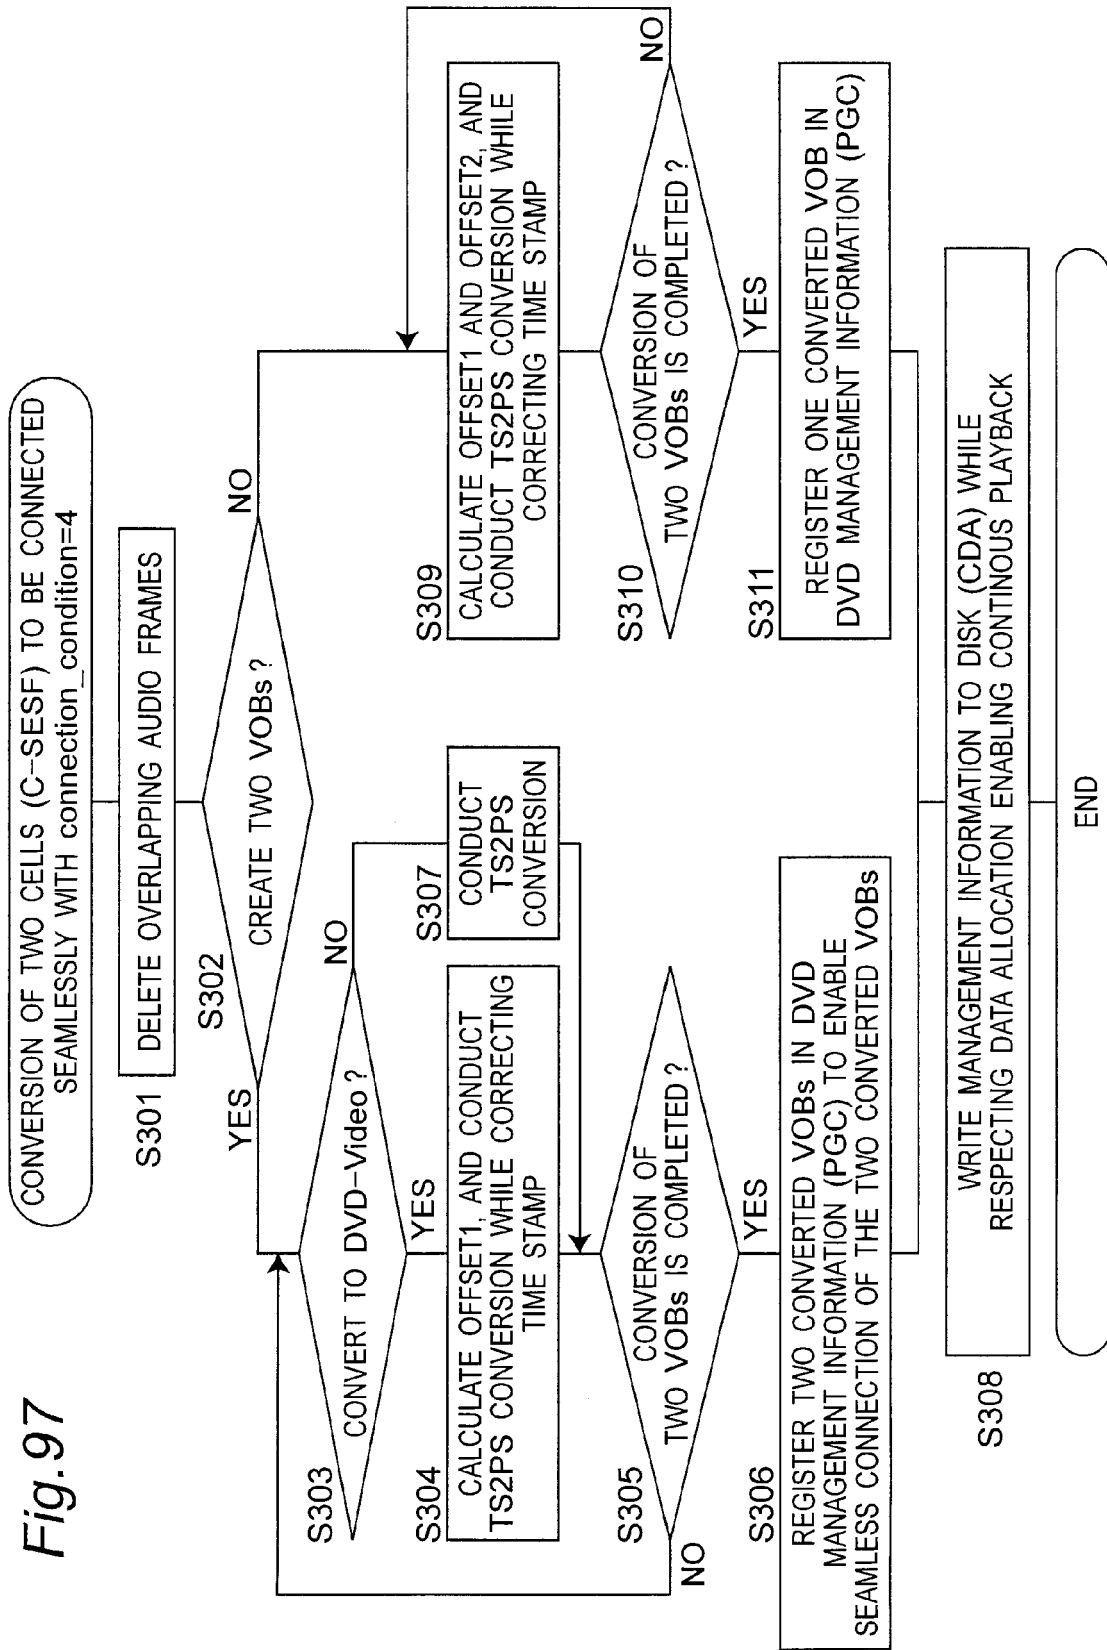 Fig.97
CONVERSION OF TWO CELLS (C-SESF) TO BE CONNECTED
SEAMLESSLY WITH connection_condition=4
S301
DELETE OVERLAPPING AUDIO FRAMES
S302
CREATE TWO VOBs?
YES
NO
S303
CONVERT TO DVD-Video?
NO
YES
S304
CALCULATE OFFSET1, AND CONDUCT
TS2PS CONVERSION WHILE CORRECTING
TIME STAMP
S307
CONDUCT
TS2PS
CONVERSION
S305
CONVERSION OF
TWO VOBs IS COMPLETED?
NO
YES
S306
REGISTER TWO CONVERTED VOBs IN DVD
MANAGEMENT INFORMATION (PGC) TO ENABLE
SEAMLESS CONNECTION OF THE TWO CONVERTED VOBs
S309
CALCULATE OFFSET1 AND OFFSET2, AND
CONDUCT TS2PS CONVERSION WHILE
CORRECTING TIME STAMP
S310
CONVERSION OF
TWO VOBs IS COMPLETED?
NO
YES
S311
REGISTER ONE CONVERTED VOB IN
DVD MANAGEMENT INFORMATION (PGC)
S308
WRITE MANAGEMENT INFORMATION TO DISK (CDA) WHILE
RESPECTING DATA ALLOCATION ENABLING CONTINOUS PLAYBACK
END